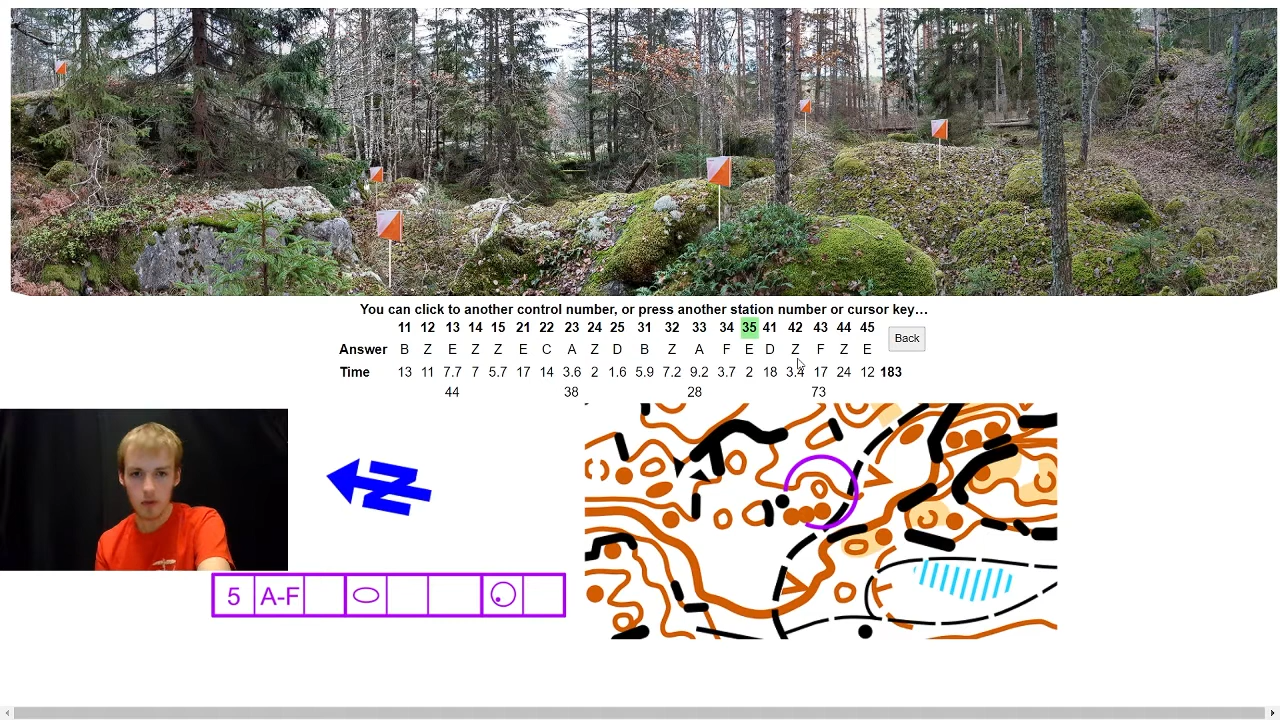 You can click to another control number, or press another station number or cursor key…
11 12 13 14 15 21 22 23 24 25 31 32 33 34 35 41 42 43 44 45
Back
Answer B Z E Z Z E C A Z D B Z A F E D Z F Z E
Time 13 11 7.7 7 5.7 17 14 3.6 2 1.6 5.9 7.2 9.2 3.7 2 18 3.4 17 24 12 183
44 38 28 73
5 A-F